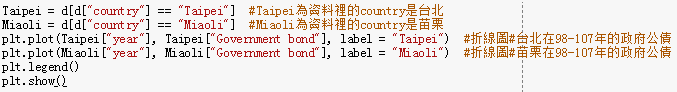 Taipei = d[d["country"] == "Taipei"]  #Taipei為資料裡的country是台北
Miaoli = d[d["country"] == "Miaoli"]  #Miaoli為資料裡的country是苗栗
plt.plot(Taipei["year"], Taipei["Government bond"], label = "Taipei")  #折線圖#台北在98-107年的政府公債
plt.plot(Miaoli["year"], Miaoli["Government bond"], label = "Miaoli")  #折線圖#苗栗在98-107年的政府公債
plt.legend()
plt.show()